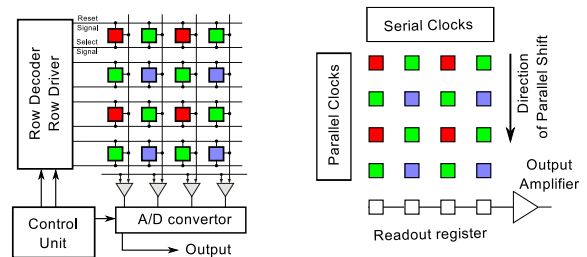 Reset
Signal
Select
Signal
Row Decoder
Row Driver
Control
Unit
A/D convertor
Output
Serial Clocks
Parallel Clocks
Direction
of Parallel Shift
Output
Amplifier
Readout register